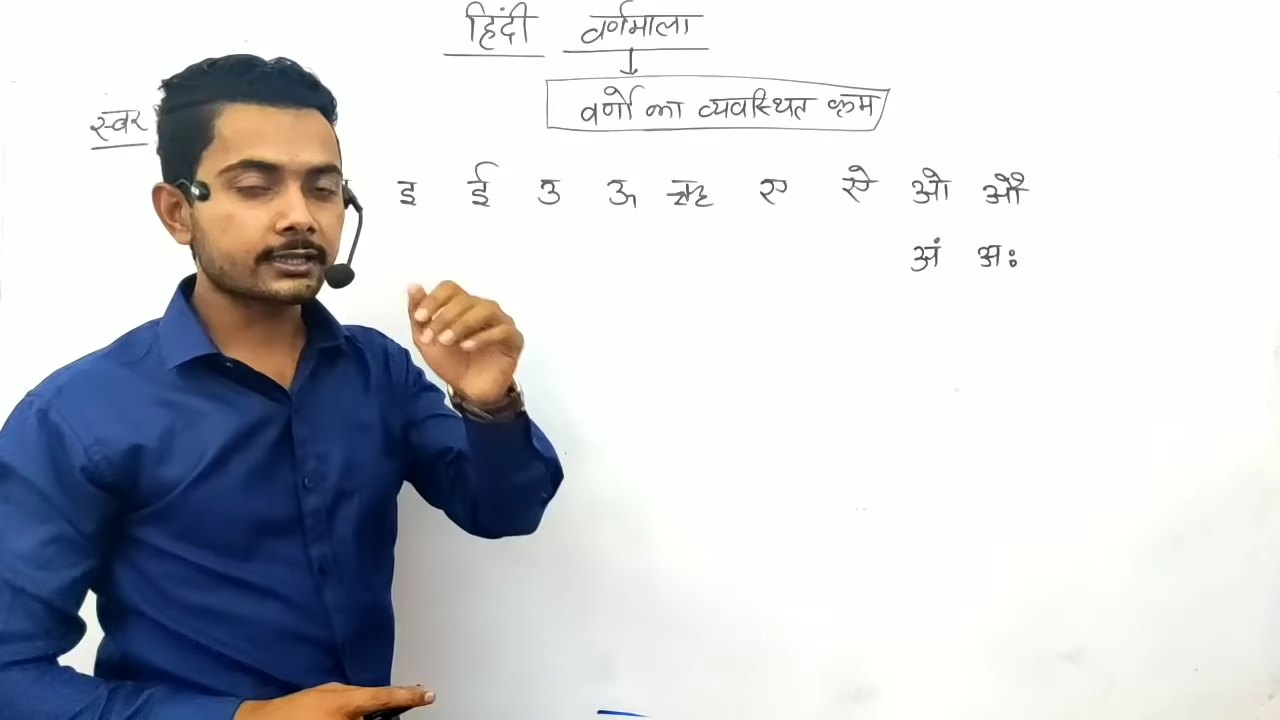 हिंदी वर्णमाला
वर्णो का व्यवस्थित क्रम
स्वर
इ ई उ ऊ ऋ ए ऐ ओ औ
अं अः